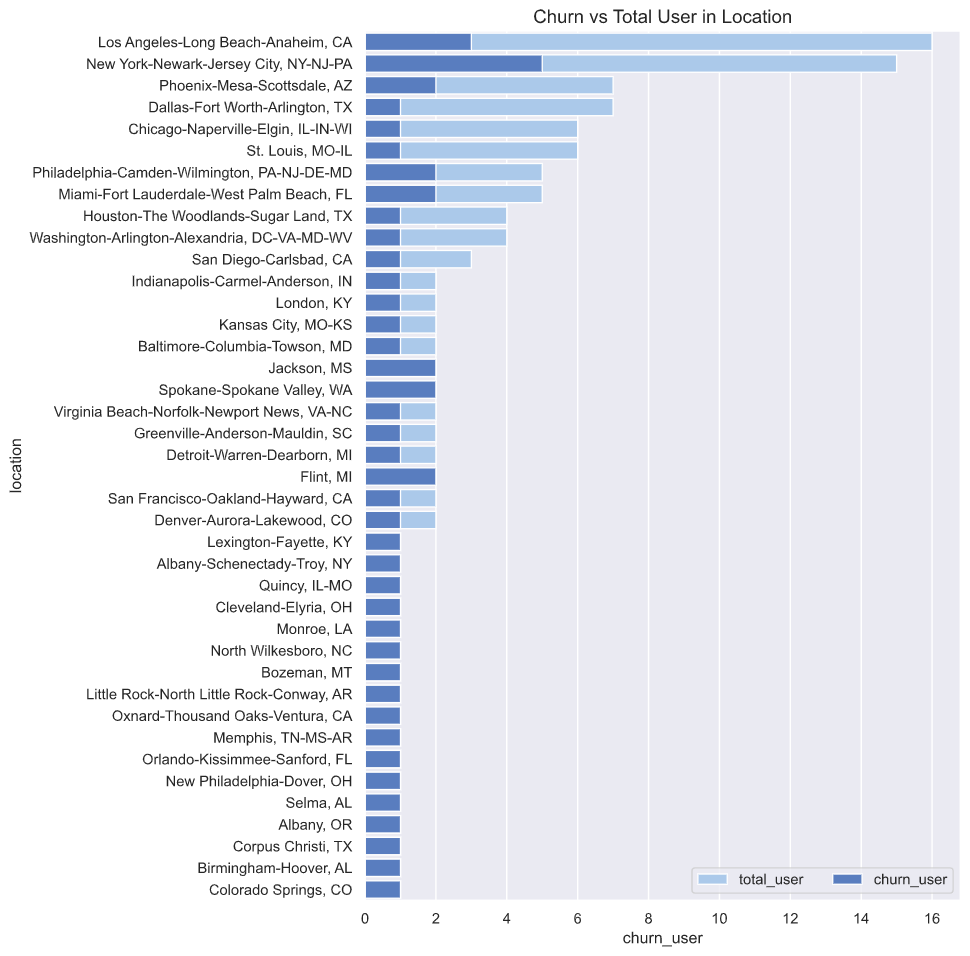 Churn vs Total User in Location
Los Angeles-Long Beach-Anaheim, CA
New York-Newark-Jersey City, NY-NJ-PA
Phoenix-Mesa-Scottsdale, AZ
Dallas-Fort Worth-Arlington, TX
Chicago-Naperville-Elgin, IL-IN-WI
St. Louis, MO-IL
Philadelphia-Camden-Wilmington, PA-NJ-DE-MD
Miami-Fort Lauderdale-West Palm Beach, FL
Houston-The Woodlands-Sugar Land, TX
Washington-Arlington-Alexandria, DC-VA-MD-WV
San Diego-Carlsbad, CA
Indianapolis-Carmel-Anderson, IN
London, KY
Kansas City, MO-KS
Baltimore-Columbia-Towson, MD
Jackson, MS
Spokane-Spokane Valley, WA
Virginia Beach-Norfolk-Newport News, VA-NC
Greenville-Anderson-Mauldin, SC
Detroit-Warren-Dearborn, MI
Flint, MI
San Francisco-Oakland-Hayward, CA
Denver-Aurora-Lakewood, CO
Lexington-Fayette, KY
Albany-Schenectady-Troy, NY
Quincy, IL-MO
Cleveland-Elyria, OH
Monroe, LA
North Wilkesboro, NC
Bozeman, MT
Little Rock-North Little Rock-Conway, AR
Oxnard-Thousand Oaks-Ventura, CA
Memphis, TN-MS-AR
Orlando-Kissimmee-Sanford, FL
New Philadelphia-Dover, OH
Selma, AL
Albany, OR
Corpus Christi, TX
Birmingham-Hoover, AL
Colorado Springs, CO
location
total_user churn_user
0 2 4 6 8 10 12 14 16
churn_user